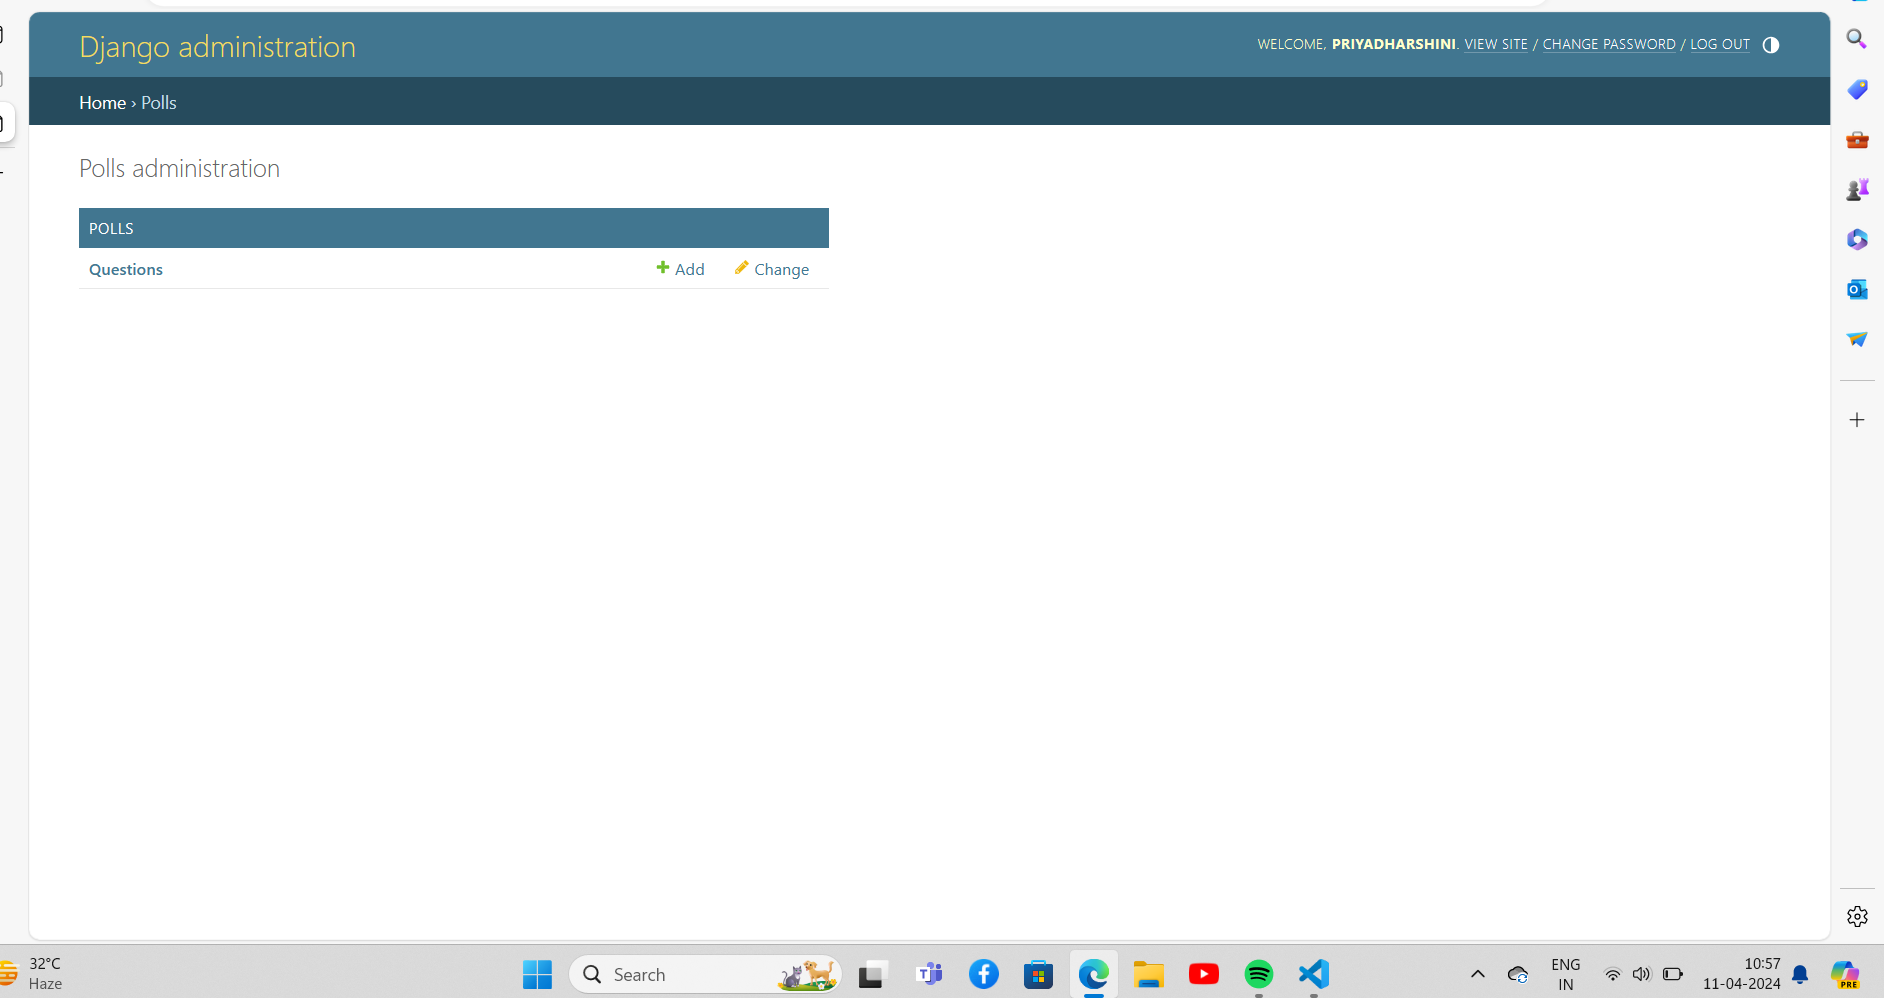 Django administration
WELCOME, PRIYADHARSHINI. VIEW SITE / CHANGE PASSWORD / LOG OUT
Home › Polls
Polls administration
POLLS
Questions Add Change
32°C
Haze
Search
ENG
IN
10:57
11-04-2024
PRE